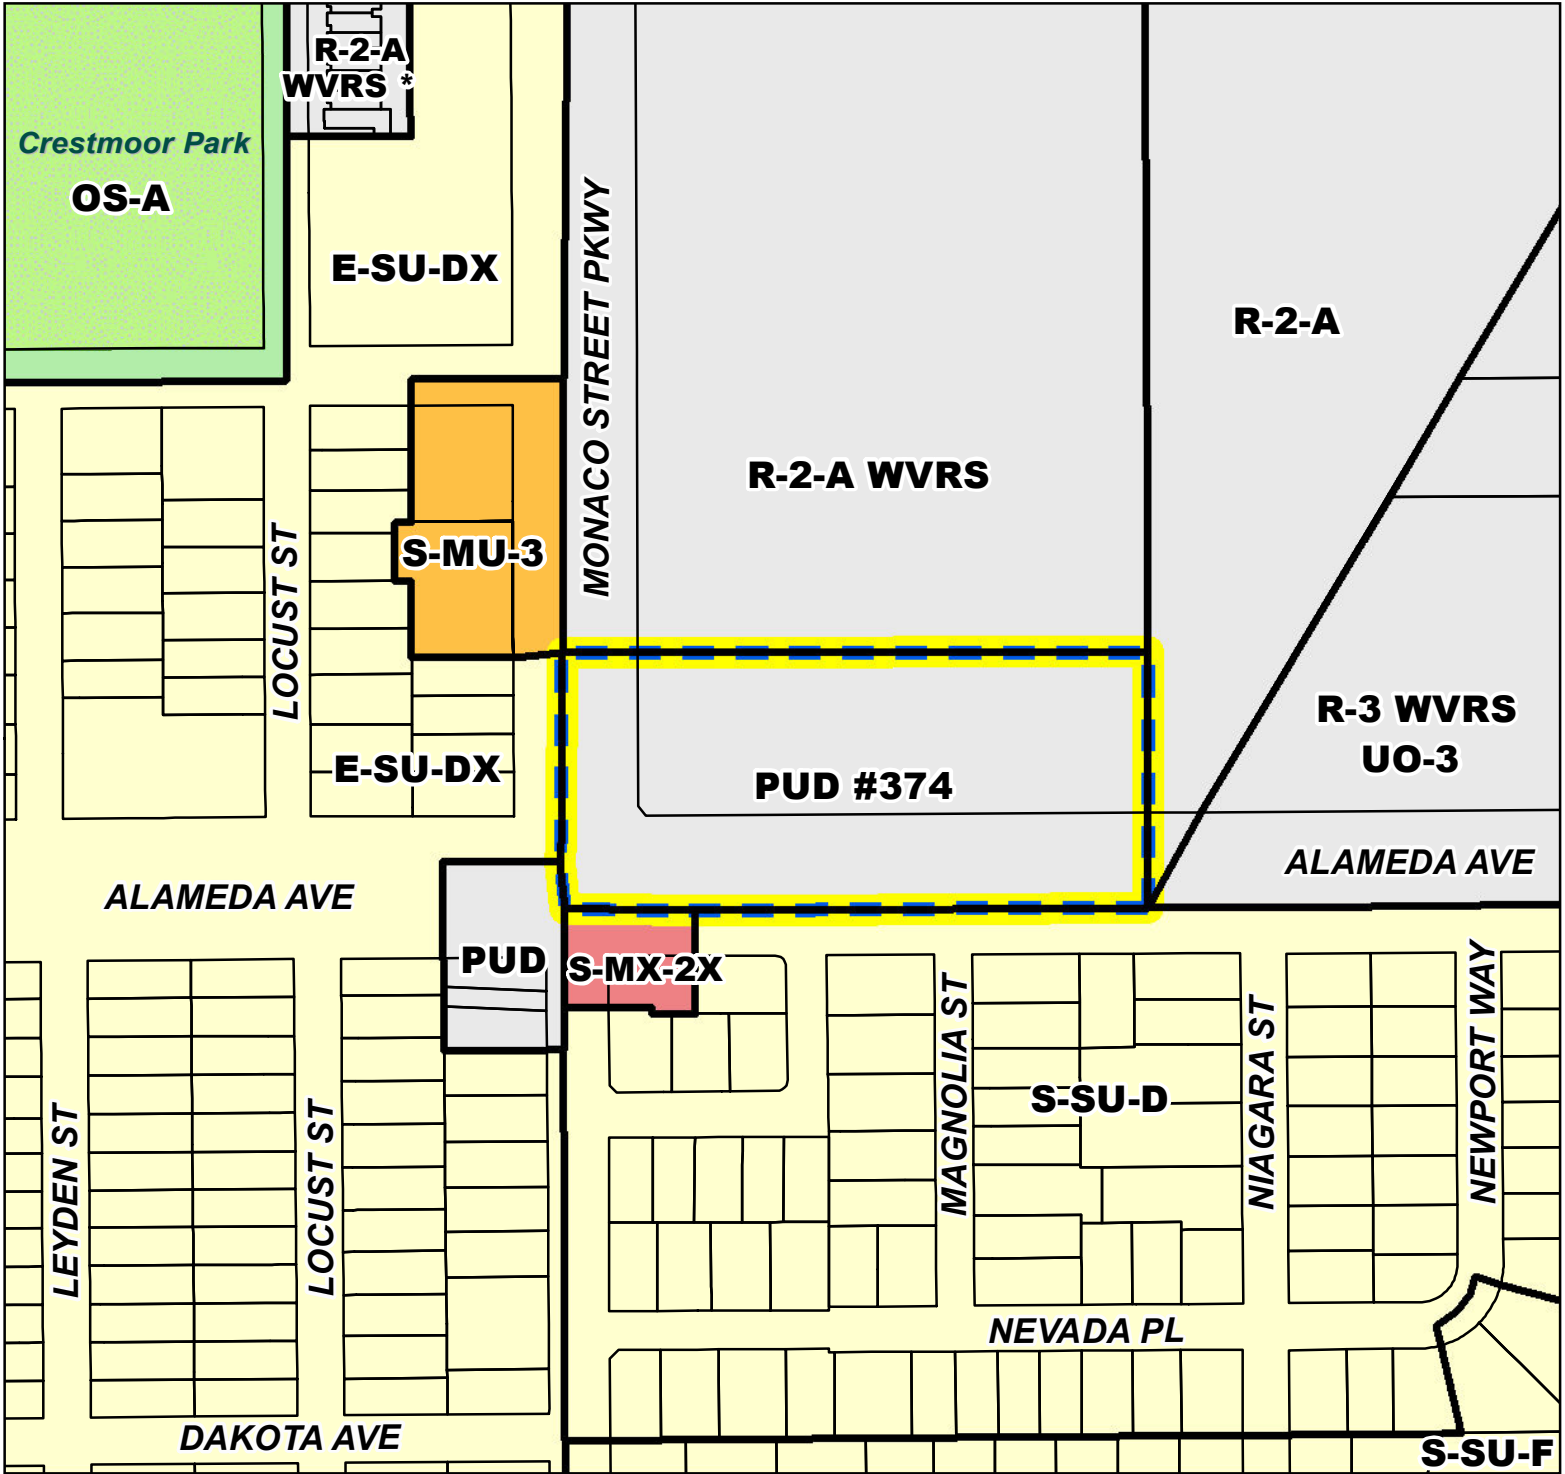 R-2-A
WVRS *
Crestmoor Park
OS-A
E-SU-DX
MONACO STREET PKWY
R-2-A
R-2-A WVRS
S-MU-3
LOCUST ST
R-3 WVRS
UO-3
E-SU-DX
PUD #374
ALAMEDA AVE
ALAMEDA AVE
PUD
S-MX-2X
MAGNOLIA ST
S-SU-D
NIAGARA ST
NEWPORT WAY
LEYDEN ST
LOCUST ST
NEVADA PL
DAKOTA AVE
S-SU-F